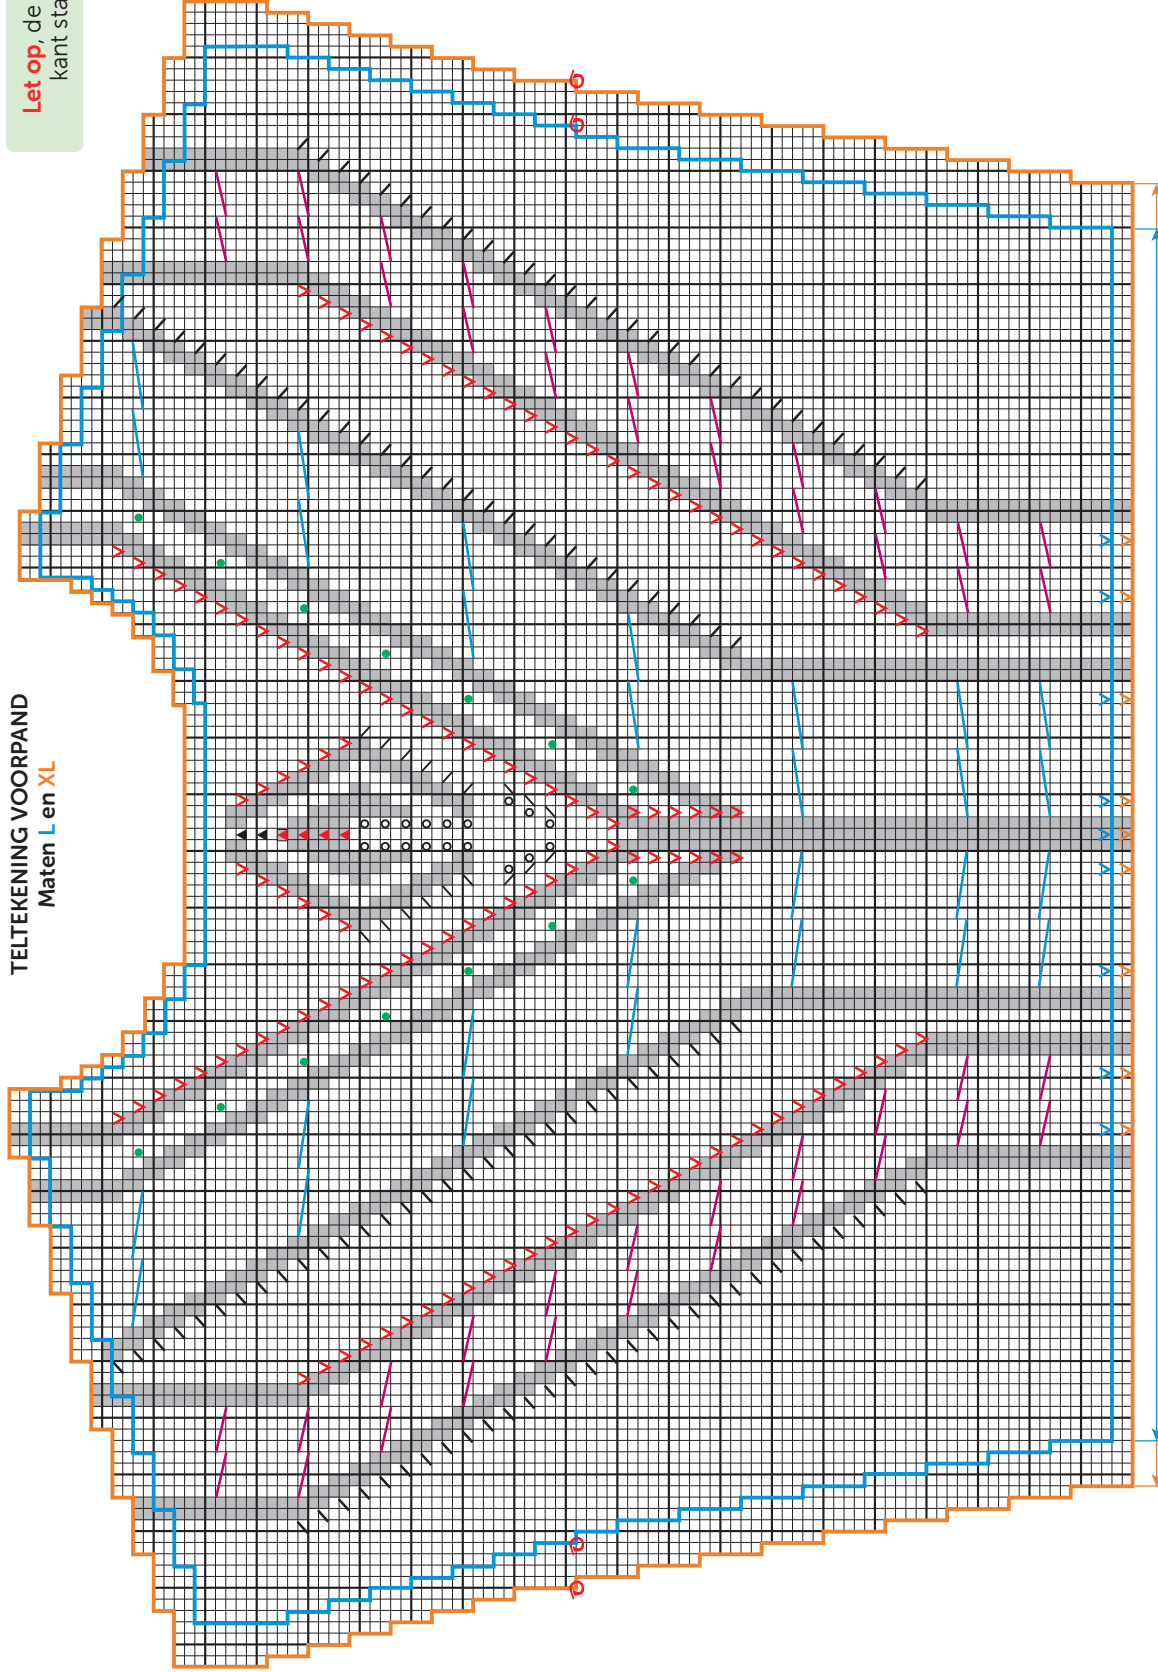 TELTEKENING VOORPAND
Maten L en XL
Let op, de
kant sta